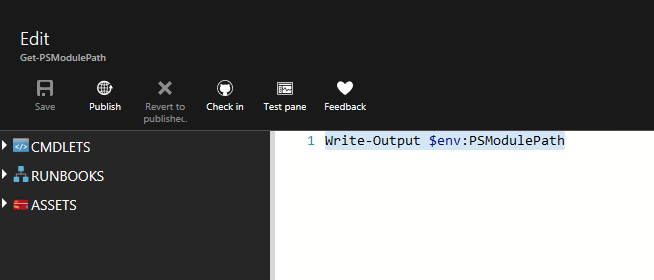 Edit
Get-PSModulePath
Save
Publish
Revert to
publishe..
Check in
Test pane
Feedback
CMDLETS
RUNBOOKS
ASSETS
1 Write-Output $env:PSModulePath